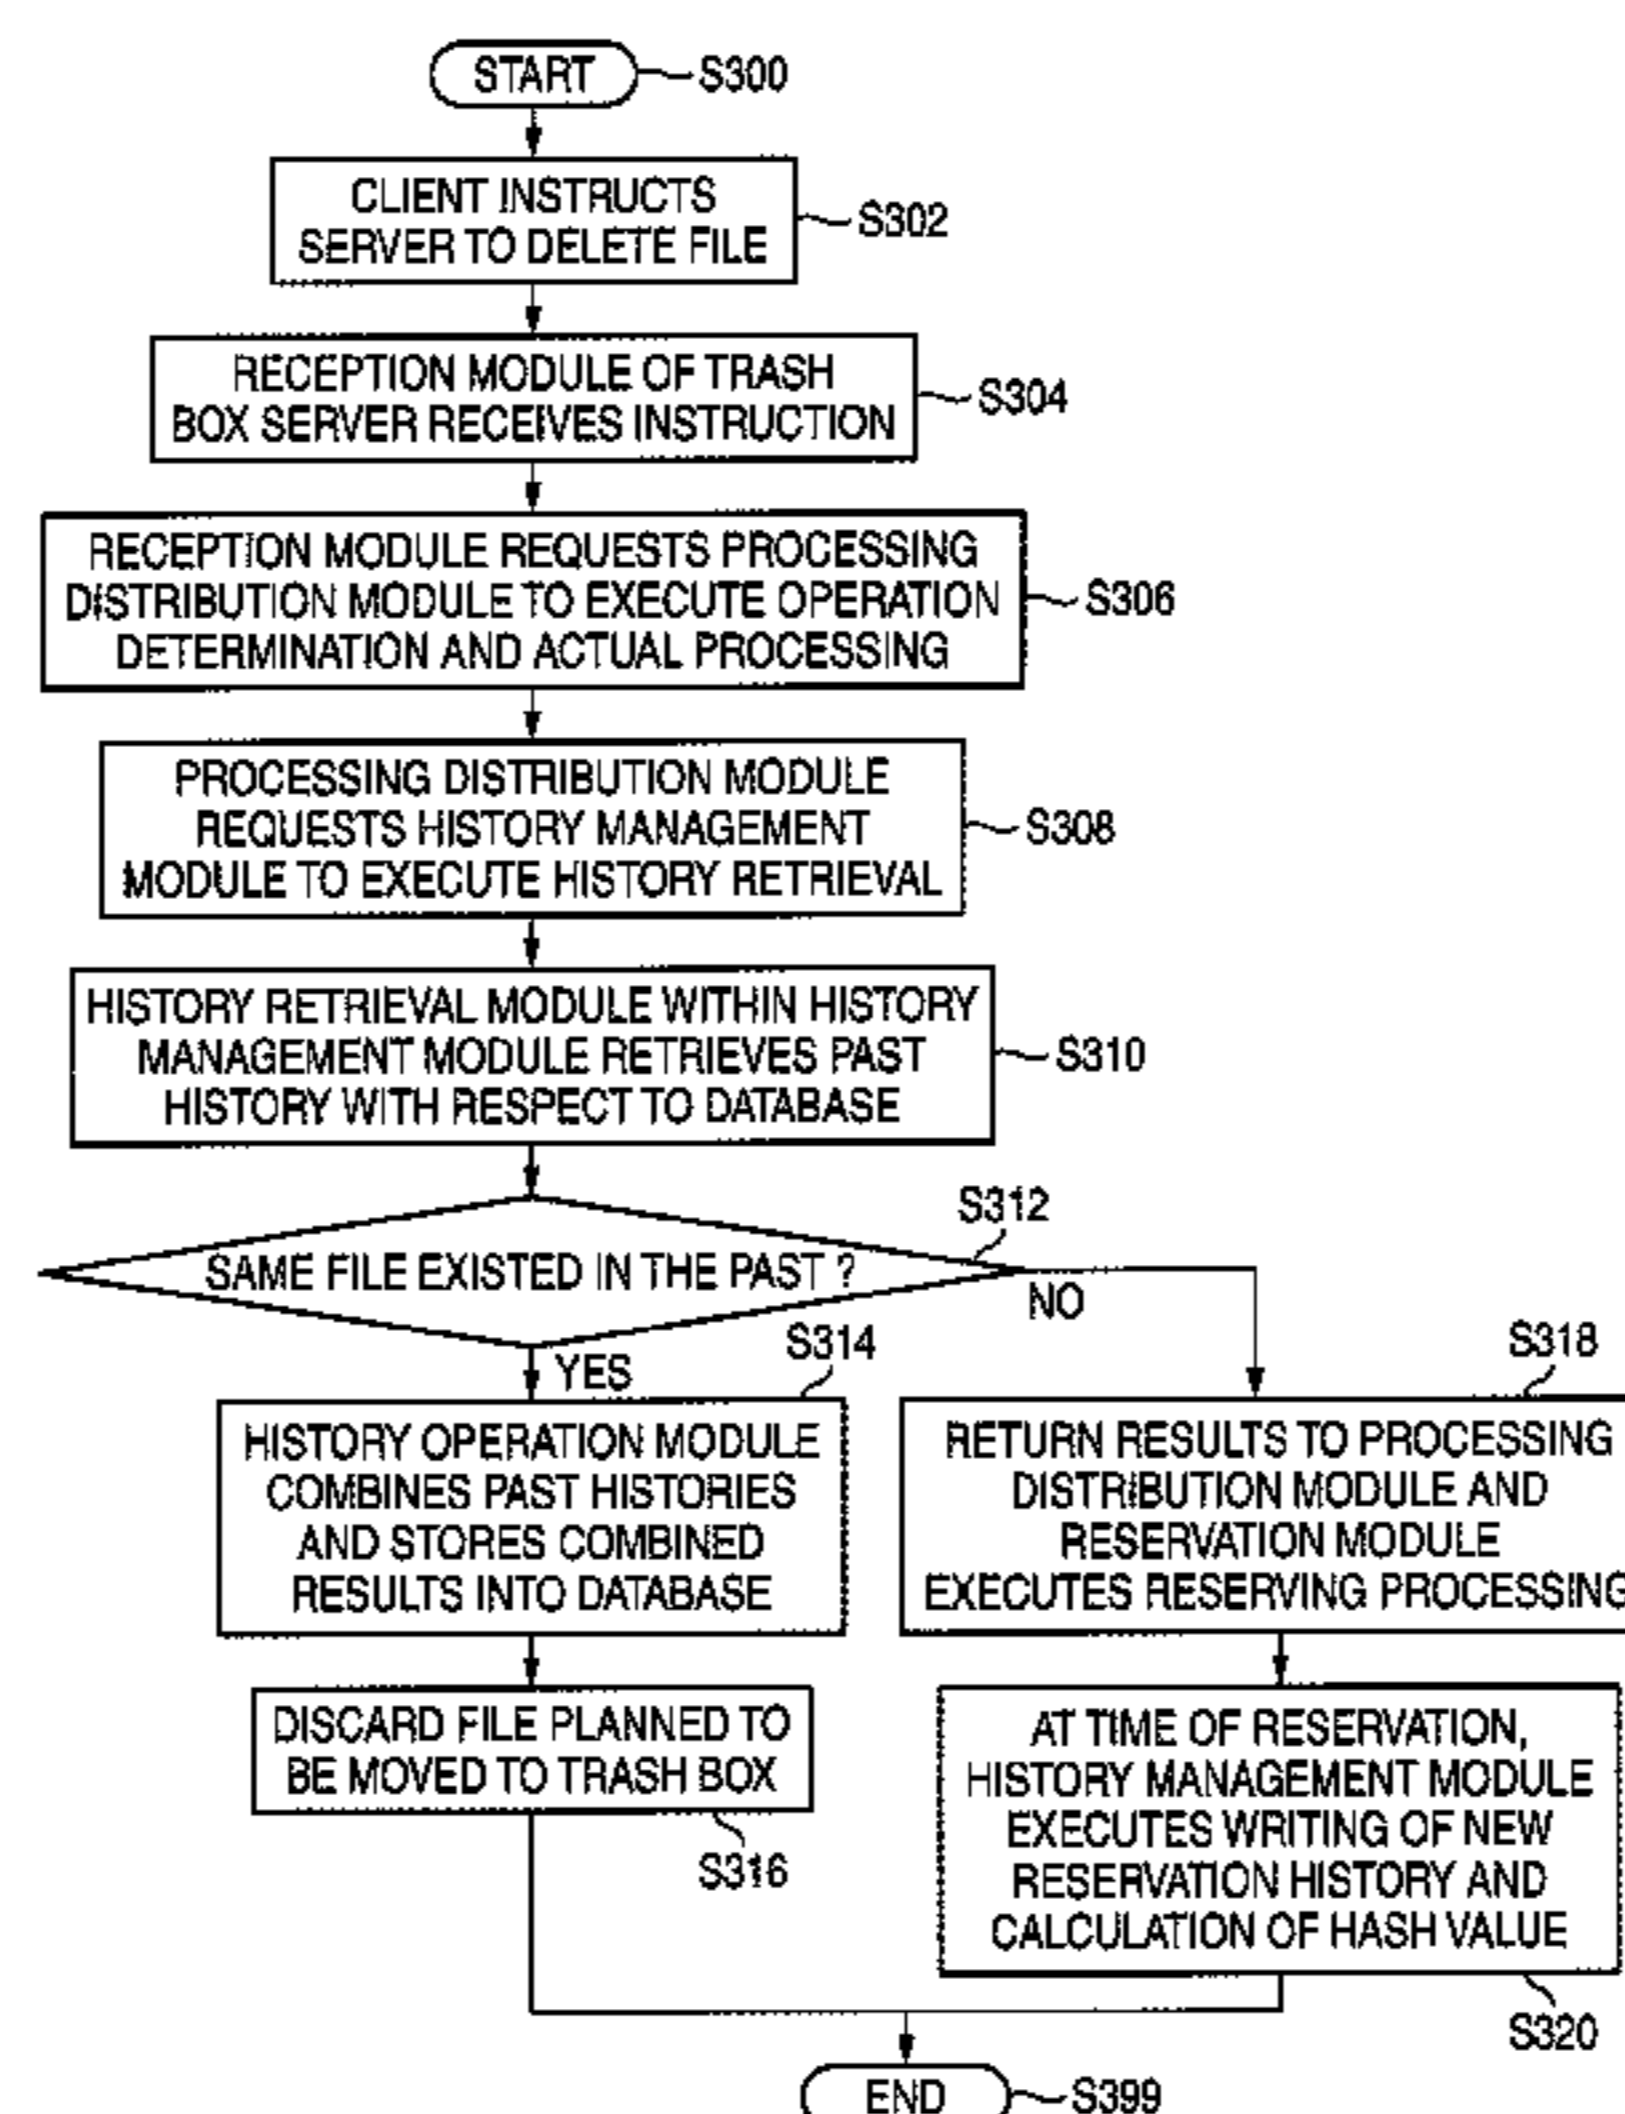 START
S300
CLIENT INSTRUCTS
SERVER TO DELETE FILE
S302
RECEPTION MODULE OF TRASH
BOX SERVER RECEIVES INSTRUCTION
S304
RECEPTION MODULE REQUESTS PROCESSING
DISTRIBUTION MODULE TO EXECUTE OPERATION
DETERMINATION AND ACTUAL PROCESSING
S306
PROCESSING DISTRIBUTION MODULE
REQUESTS HISTORY MANAGEMENT
MODULE TO EXECUTE HISTORY RETRIEVAL
S308
HISTORY RETRIEVAL MODULE WITHIN HISTORY
MANAGEMENT MODULE RETRIEVES PAST
HISTORY WITH RESPECT TO DATABASE
S310
S312
SAME FILE EXISTED IN THE PAST ?
NO
YES
S314
HISTORY OPERATION MODULE
COMBINES PAST HISTORIES
AND STORES COMBINED
RESULTS INTO DATABASE
S318
RETURN RESULTS TO PROCESSING
DISTRIBUTION MODULE AND
RESERVATION MODULE
EXECUTES RESERVING PROCESSING
DISCARD FILE PLANNED TO
BE MOVED TO TRASH BOX
S316
AT TIME OF RESERVATION,
HISTORY MANAGEMENT MODULE
EXECUTES WRITING OF NEW
RESERVATION HISTORY AND
CALCULATION OF HASH VALUE
S320
END
S399